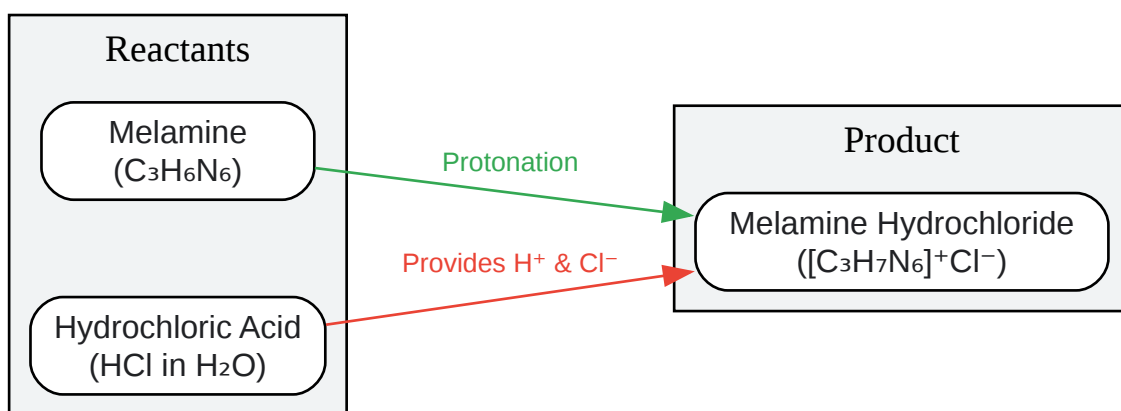 Reactants
Melamine
(C₃H₆N₆)
Hydrochloric Acid
(HCl in H₂O)
Protonation
Provides H⁺ & Cl⁻
Product
Melamine Hydrochloride
([C₃H₇N₆]⁺Cl⁻)